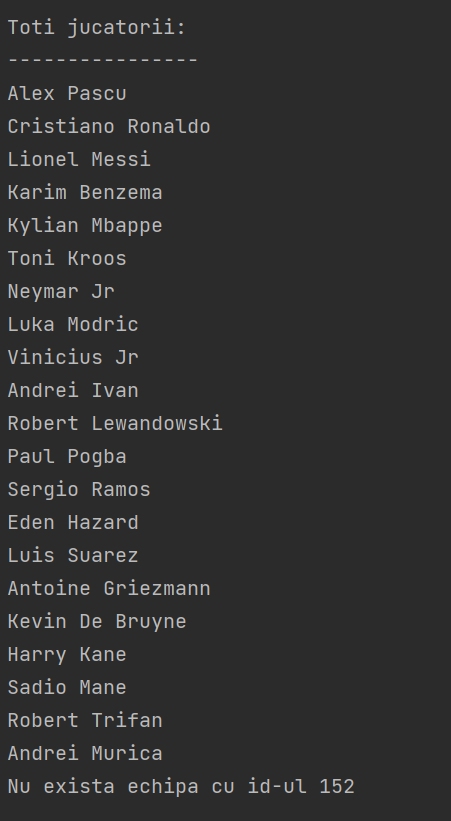 Toti jucatorii:
----------------
Alex Pascu
Cristiano Ronaldo
Lionel Messi
Karim Benzema
Kylian Mbappe
Toni Kroos
Neymar Jr
Luka Modric
Vinicius Jr
Andrei Ivan
Robert Lewandowski
Paul Pogba
Sergio Ramos
Eden Hazard
Luis Suarez
Antoine Griezmann
Kevin De Bruyne
Harry Kane
Sadio Mane
Robert Trifan
Andrei Murica
Nu exista echipa cu id-ul 152